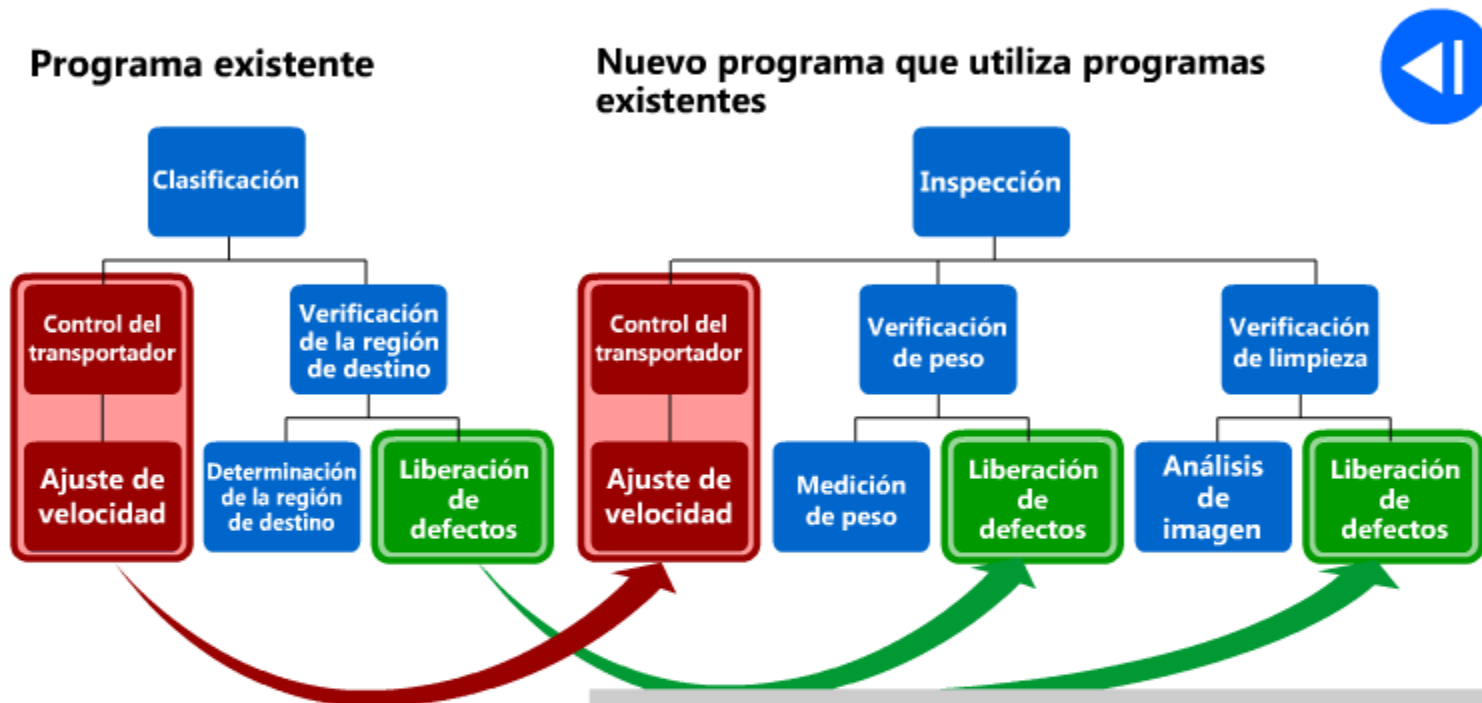 Programa existente
Nuevo programa que utiliza programas
existentes
Clasificación
Control del
transportador
Ajuste de
velocidad
Verificación
de la región
de destino
Determinación
de la región
de destino
Liberación
de
defectos
Inspección
Control del
transportador
Ajuste de
velocidad
Verificación
de peso
Medición
de peso
Liberación
de
defectos
Verificación
de limpieza
Análisis
de
imagen
Liberación
de
defectos